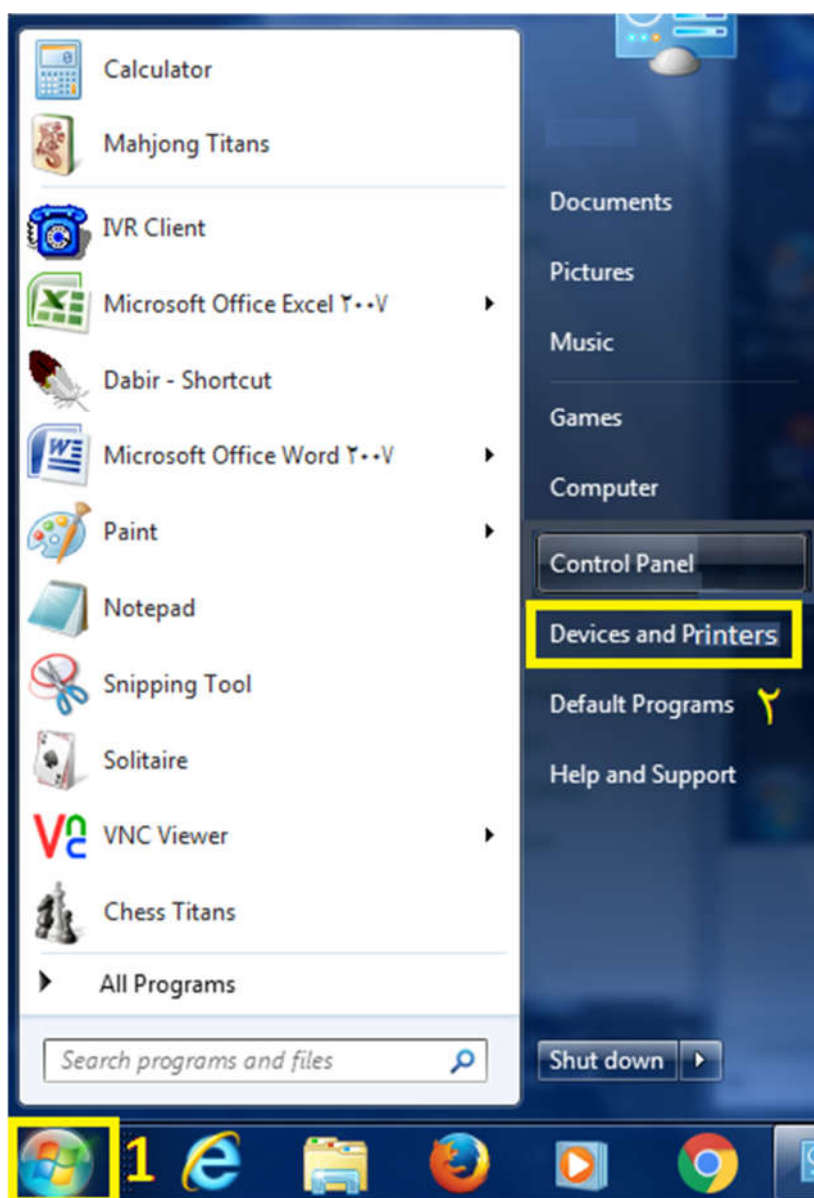 Calculator
Mahjong Titans
IVR Client
Microsoft Office Excel ۲۰۰۷
Dabir - Shortcut
Microsoft Office Word ۲۰۰۷
Paint
Notepad
Snipping Tool
Solitaire
VNC Viewer
Chess Titans
All Programs
Search programs and files
Documents
Pictures
Music
Games
Computer
Control Panel
Devices and Printers
Default Programs ۲
Help and Support
Shut down
1